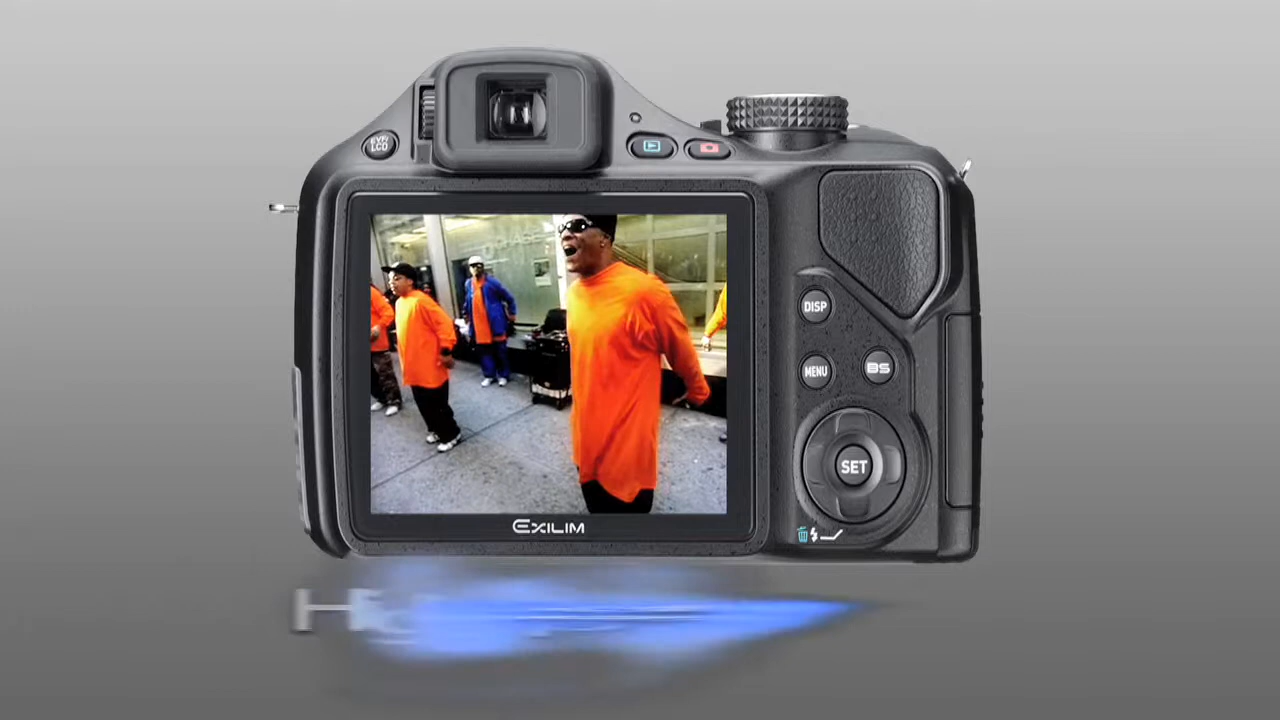 EVF/
LCD
DISP
MENU
BS
SET
EXILIM
H